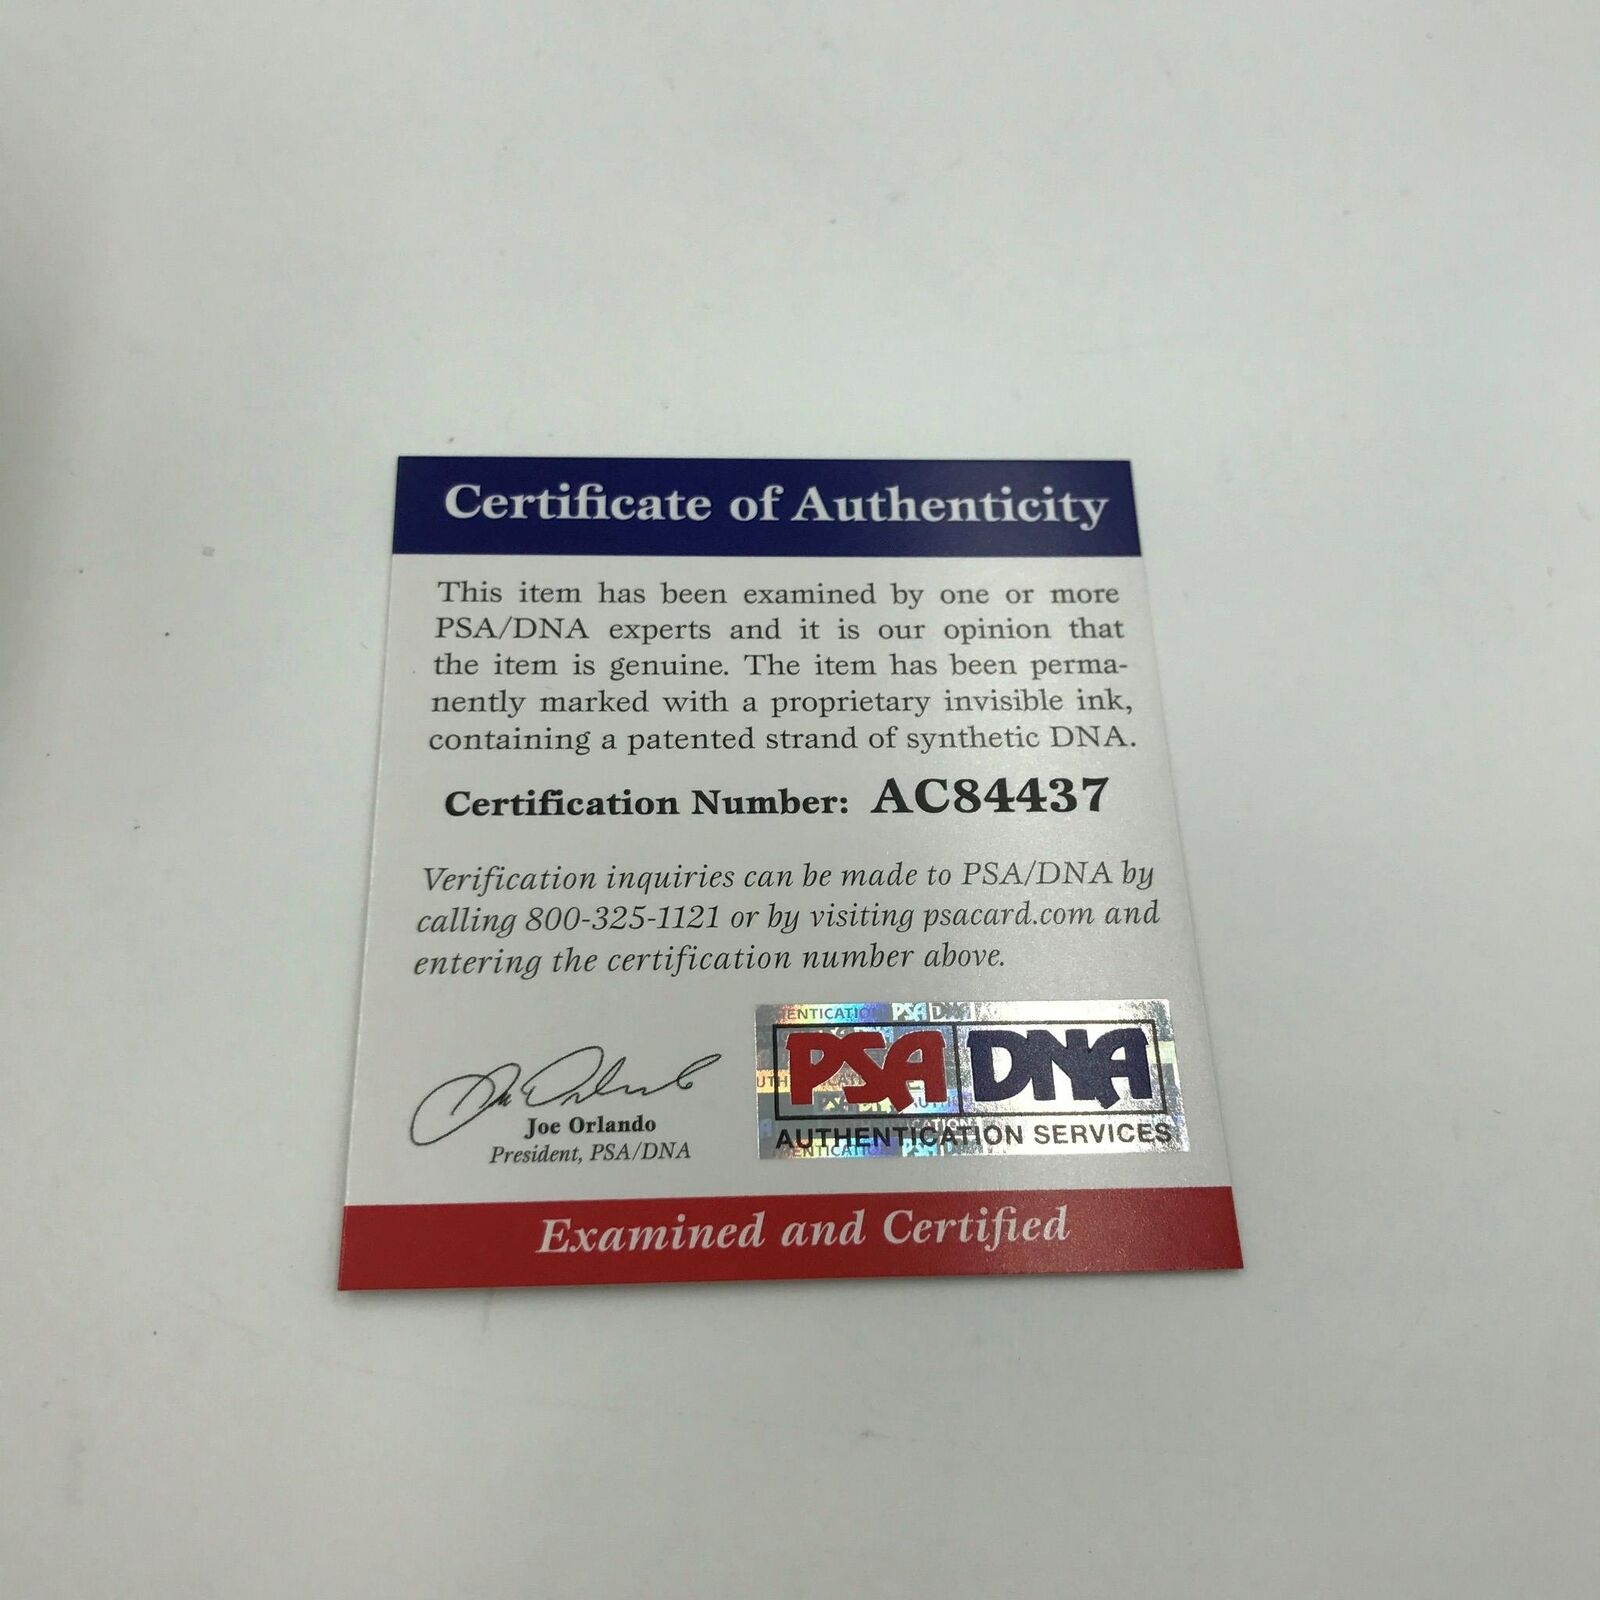 Certificate of Authenticity
This item has been examined by one or more
PSA/DNA experts and it is our opinion that
the item is genuine. The item has been perma-
nently marked with a proprietary invisible ink,
containing a patented strand of synthetic DNA.
Certification Number: AC84437
Verification inquiries can be made to PSA/DNA by
calling 800-325-1121 or by visiting psacard.com and
entering the certification number above.
Joe Orlando
President, PSA/DNA
PSA DNA
AUTHENTICATION SERVICES
Examined and Certified